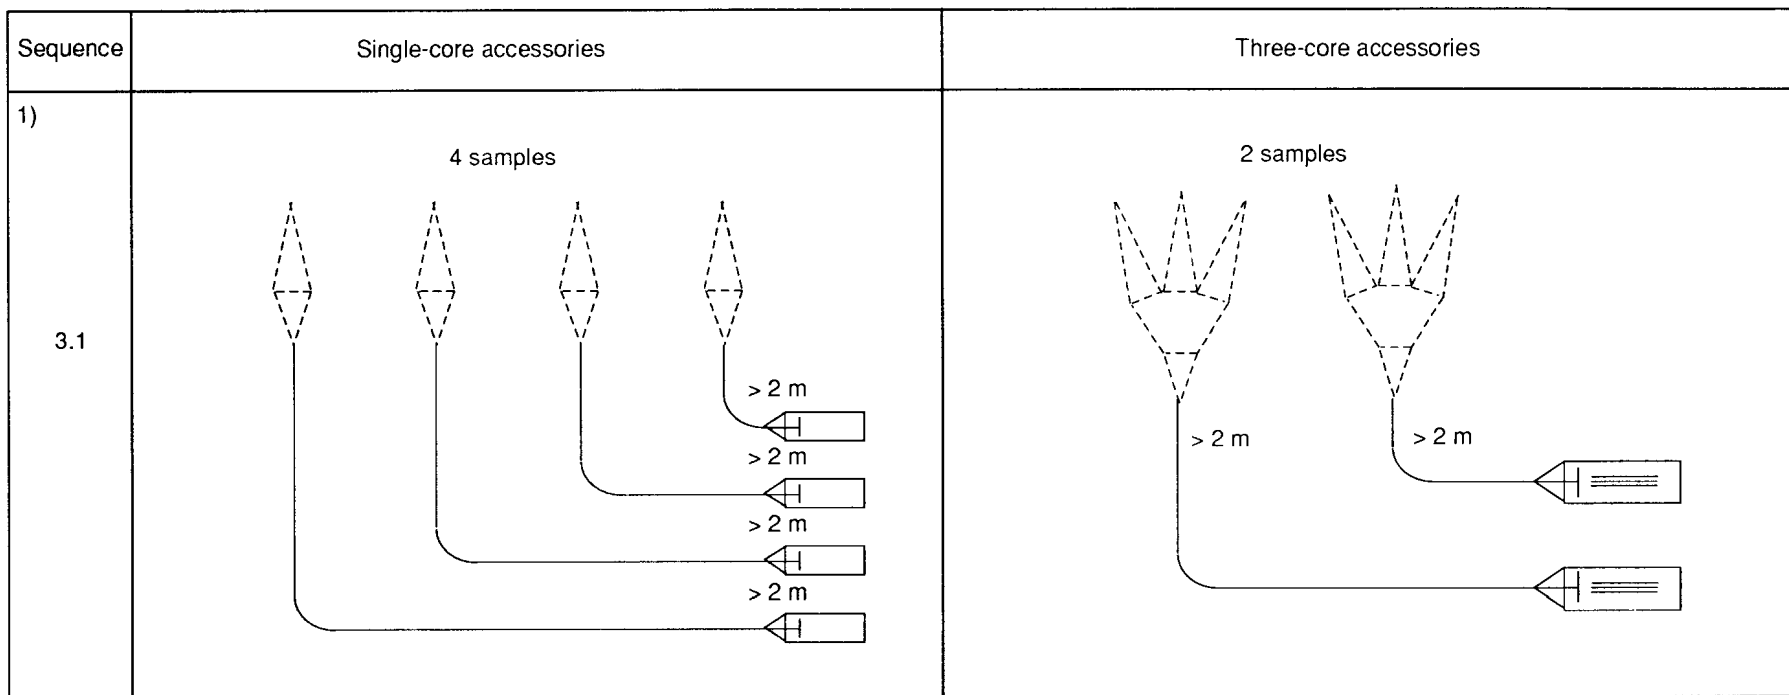 Sequence
Single-core accessories
Three-core accessories
1)
4 samples
2 samples
3.1
> 2 m
> 2 m
> 2 m
> 2 m
> 2 m
> 2 m